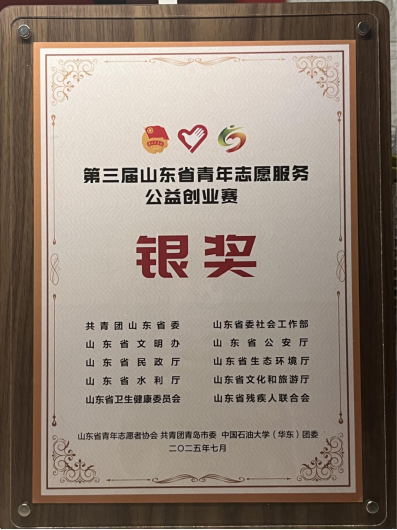 第三届山东省青年志愿服务
公益创业赛
银奖
共青团山东省委 山东省委社会工作部
山东省文明办 山东省公安厅
山东省民政厅 山东省生态环境厅
山东省水利厅 山东省文化和旅游厅
山东省卫生健康委员会 山东省残疾人联合会
山东省青年志愿者协会 共青团青岛市委 中国石油大学（华东）团委
二〇二五年七月